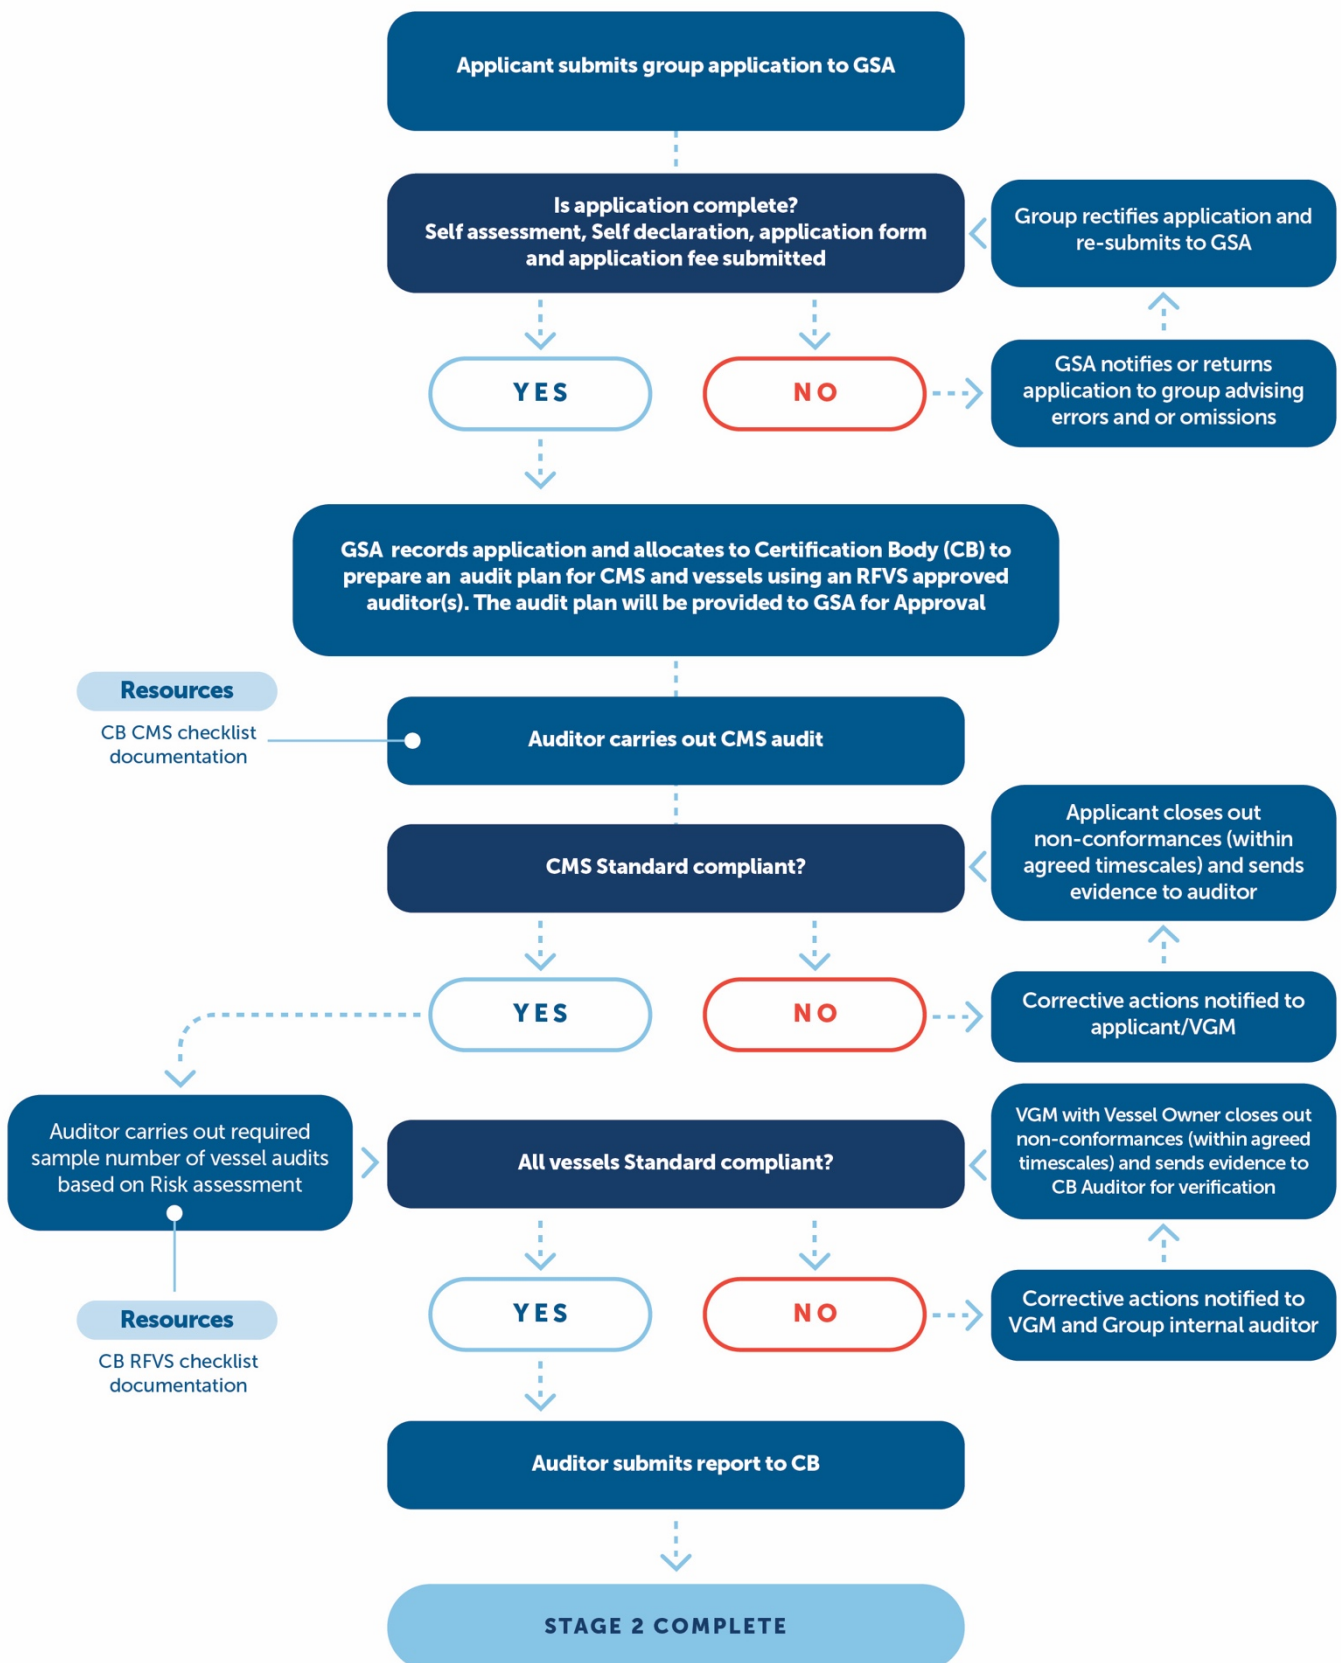 Applicant submits group application to GSA
Is application complete?
Self assessment, Self declaration, application form
and application fee submitted
Group rectifies application and
re-submits to GSA
YES
NO
GSA notifies or returns
application to group advising
errors and or omissions
GSA records application and allocates to Certification Body (CB) to
prepare an audit plan for CMS and vessels using an RFVS approved
auditor(s). The audit plan will be provided to GSA for Approval
Resources
CB CMS checklist
documentation
Auditor carries out CMS audit
CMS Standard compliant?
Applicant closes out
non-conformances (within
agreed timescales) and sends
evidence to auditor
YES
NO
Corrective actions notified to
applicant/VGM
Auditor carries out required
sample number of vessel audits
based on Risk assessment
All vessels Standard compliant?
VGM with Vessel Owner closes out
non-conformances (within agreed
timescales) and sends evidence to
CB Auditor for verification
Resources
CB RFVS checklist
documentation
YES
NO
Corrective actions notified to
VGM and Group internal auditor
Auditor submits report to CB
STAGE 2 COMPLETE